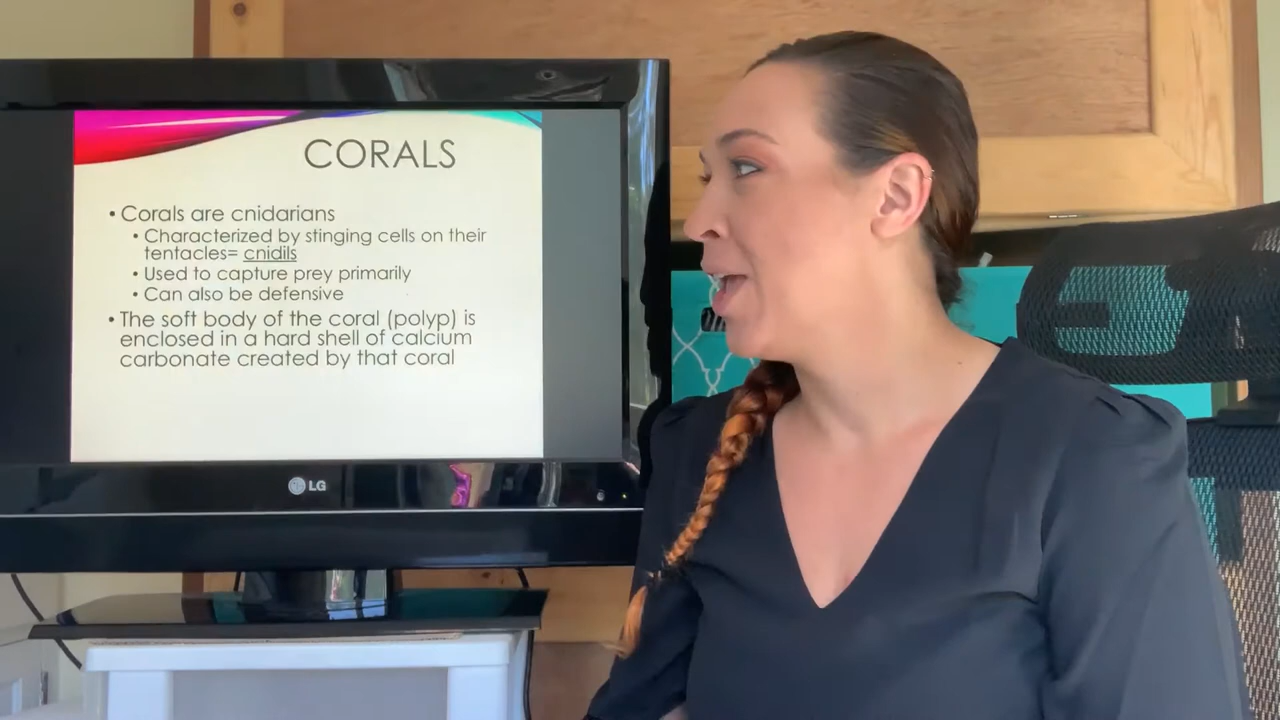 CORALS
• Corals are cnidarians
• Characterized by stinging cells on their
tentacles= cnidils
• Used to capture prey primarily
• Can also be defensive
• The soft body of the coral (polyp) is
enclosed in a hard shell of calcium
carbonate created by that coral
LG